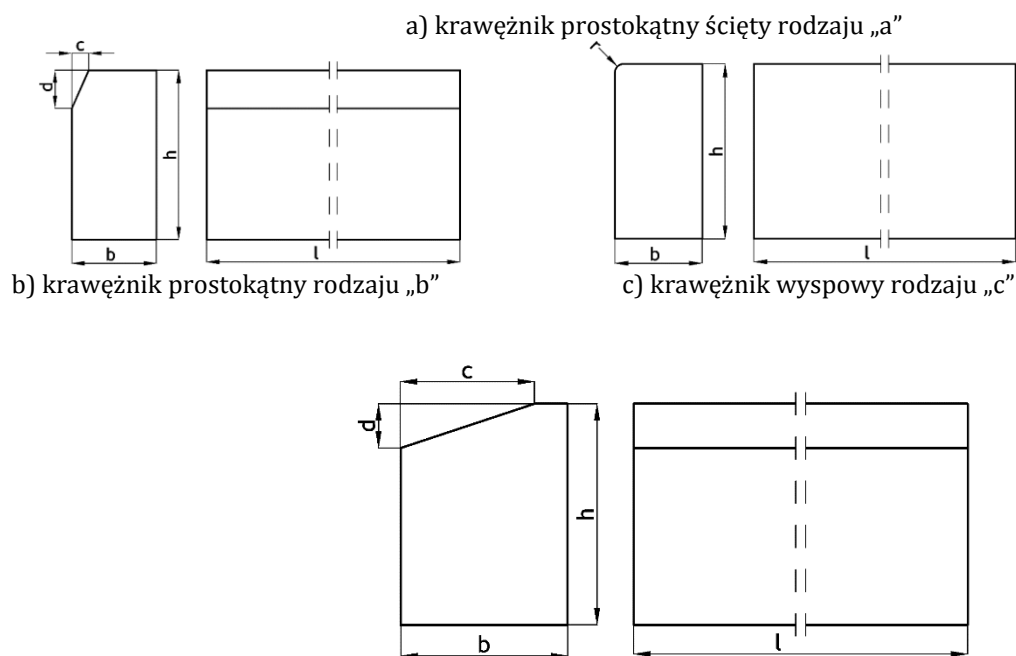 a) krawężnik prostokątny ścięty rodzaju „a”
c
d
h
b
l
r
h
b
l
b) krawężnik prostokątny rodzaju „b”
c) krawężnik wyspowy rodzaju „c”
c
d
h
b
l